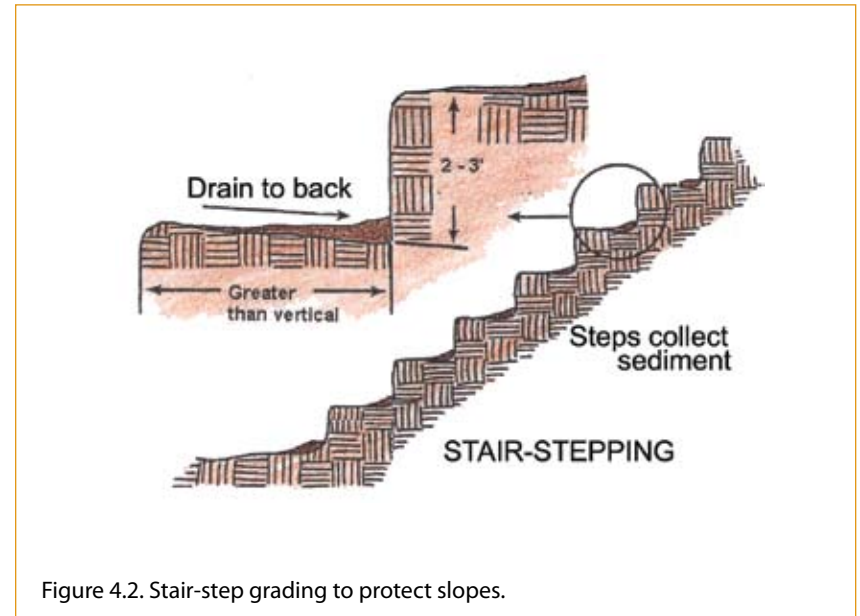 2 - 3'
Drain to back
Greater
than vertical
Steps collect
sediment
STAIR-STEPPING
Figure 4.2. Stair-step grading to protect slopes.